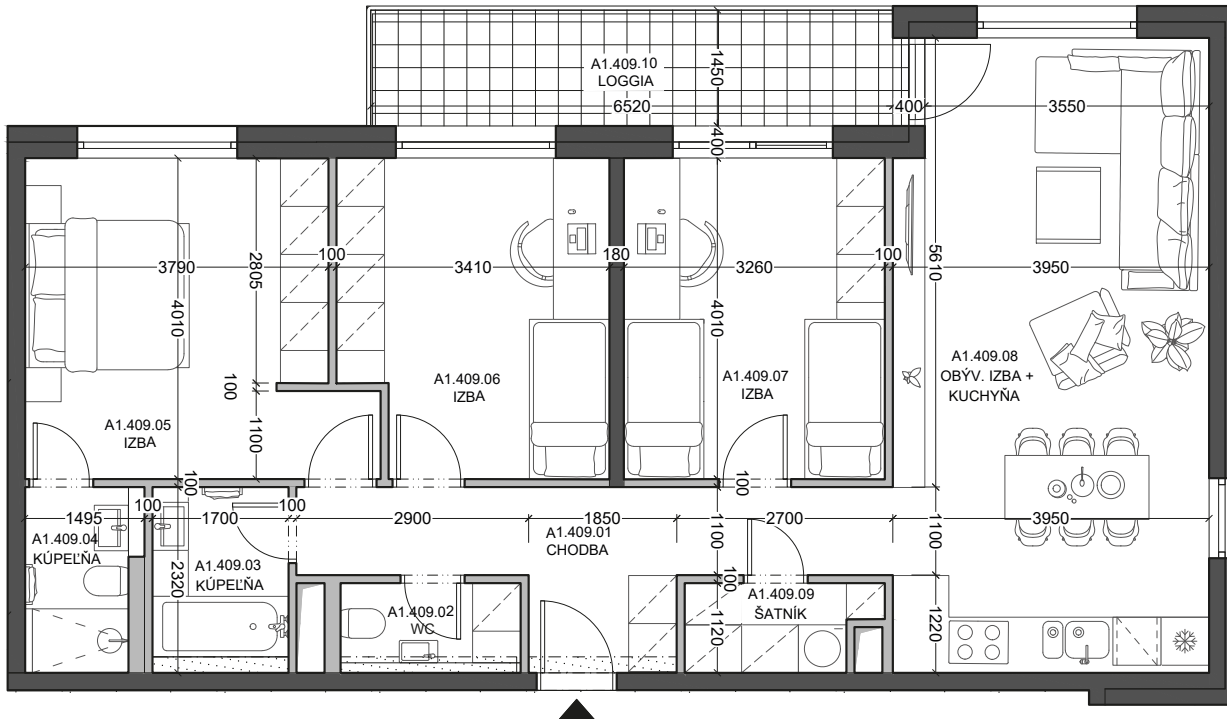 A1.409.10
LOGGIA
1450
6520
400
3550
400
3790
100
3410
180
3260
100
3950
2805
4010
4010
5610
A1.409.08
OBÝV. IZBA +
KUCHYŇA
A1.409.06
IZBA
A1.409.07
IZBA
100
A1.409.05
IZBA
1100
100
100
1495
100
1700
100
2900
1850
2700
3950
A1.409.04
KÚPEĽŇA
A1.409.03
KÚPEĽŇA
2320
A1.409.01
CHODBA
1100
1100
100
A1.409.02
WC
A1.409.09
ŠATNÍK
1120
1220